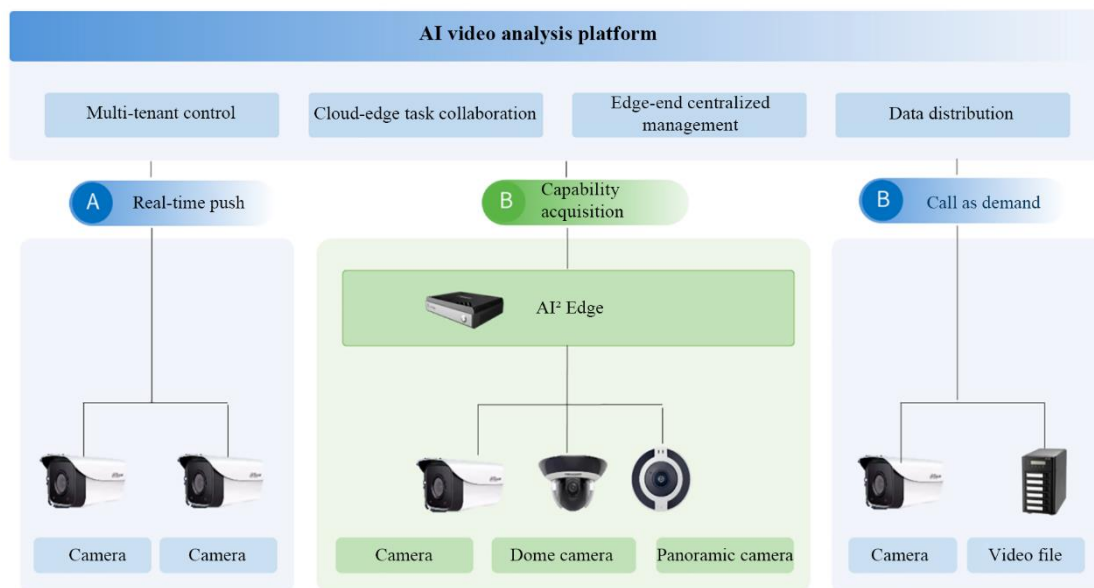 AI video analysis platform
Multi-tenant control
Cloud-edge task collaboration
Edge-end centralized
management
Data distribution
A
Real-time push
B
Capability
acquisition
B
Call as demand
AI² Edge
Camera
Camera
Camera
Dome camera
Panoramic camera
Camera
Video file